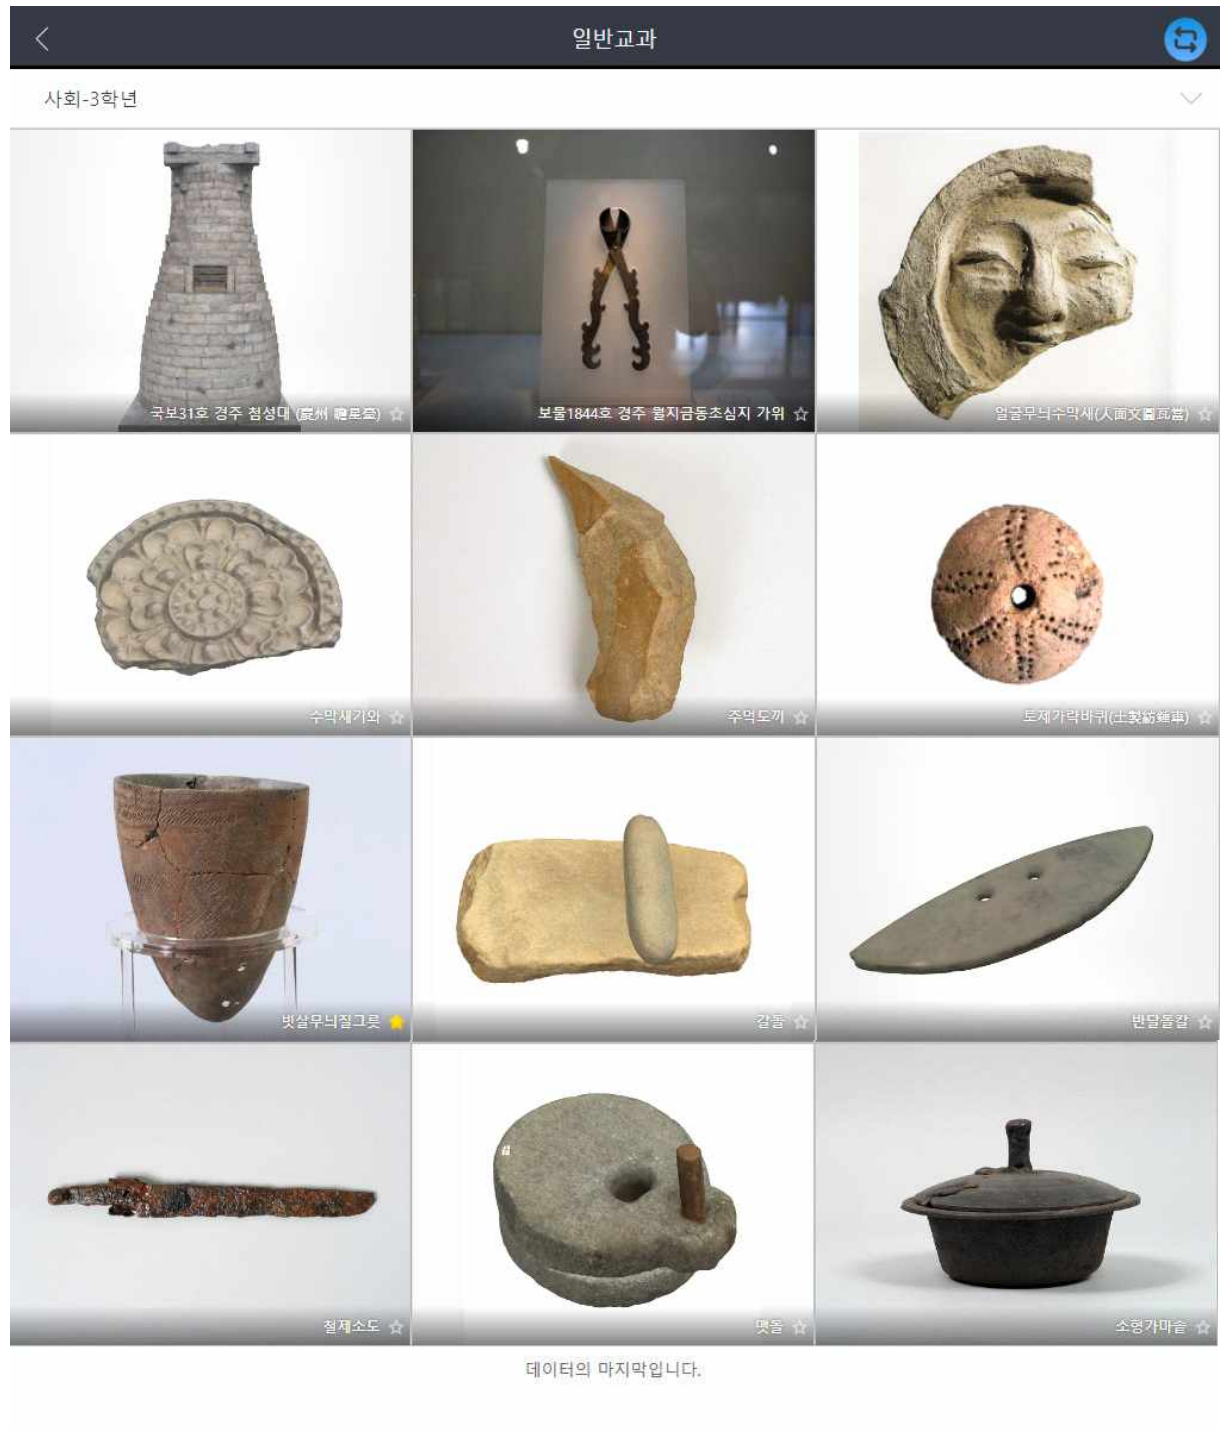 일반교과
사회-3학년
국보31호 경주 첨성대 (慶州 瞻星臺)
보물1844호 경주 월지금동초심지 가위
얼굴무늬수막새(人面文圓瓦當)
수막새기와
주먹도끼
토제가락바퀴(土製紡錘車)
빗살무늬질그릇
갈돌
반달돌칼
철제소도
맷돌
소형가마솥
데이터의 마지막입니다.